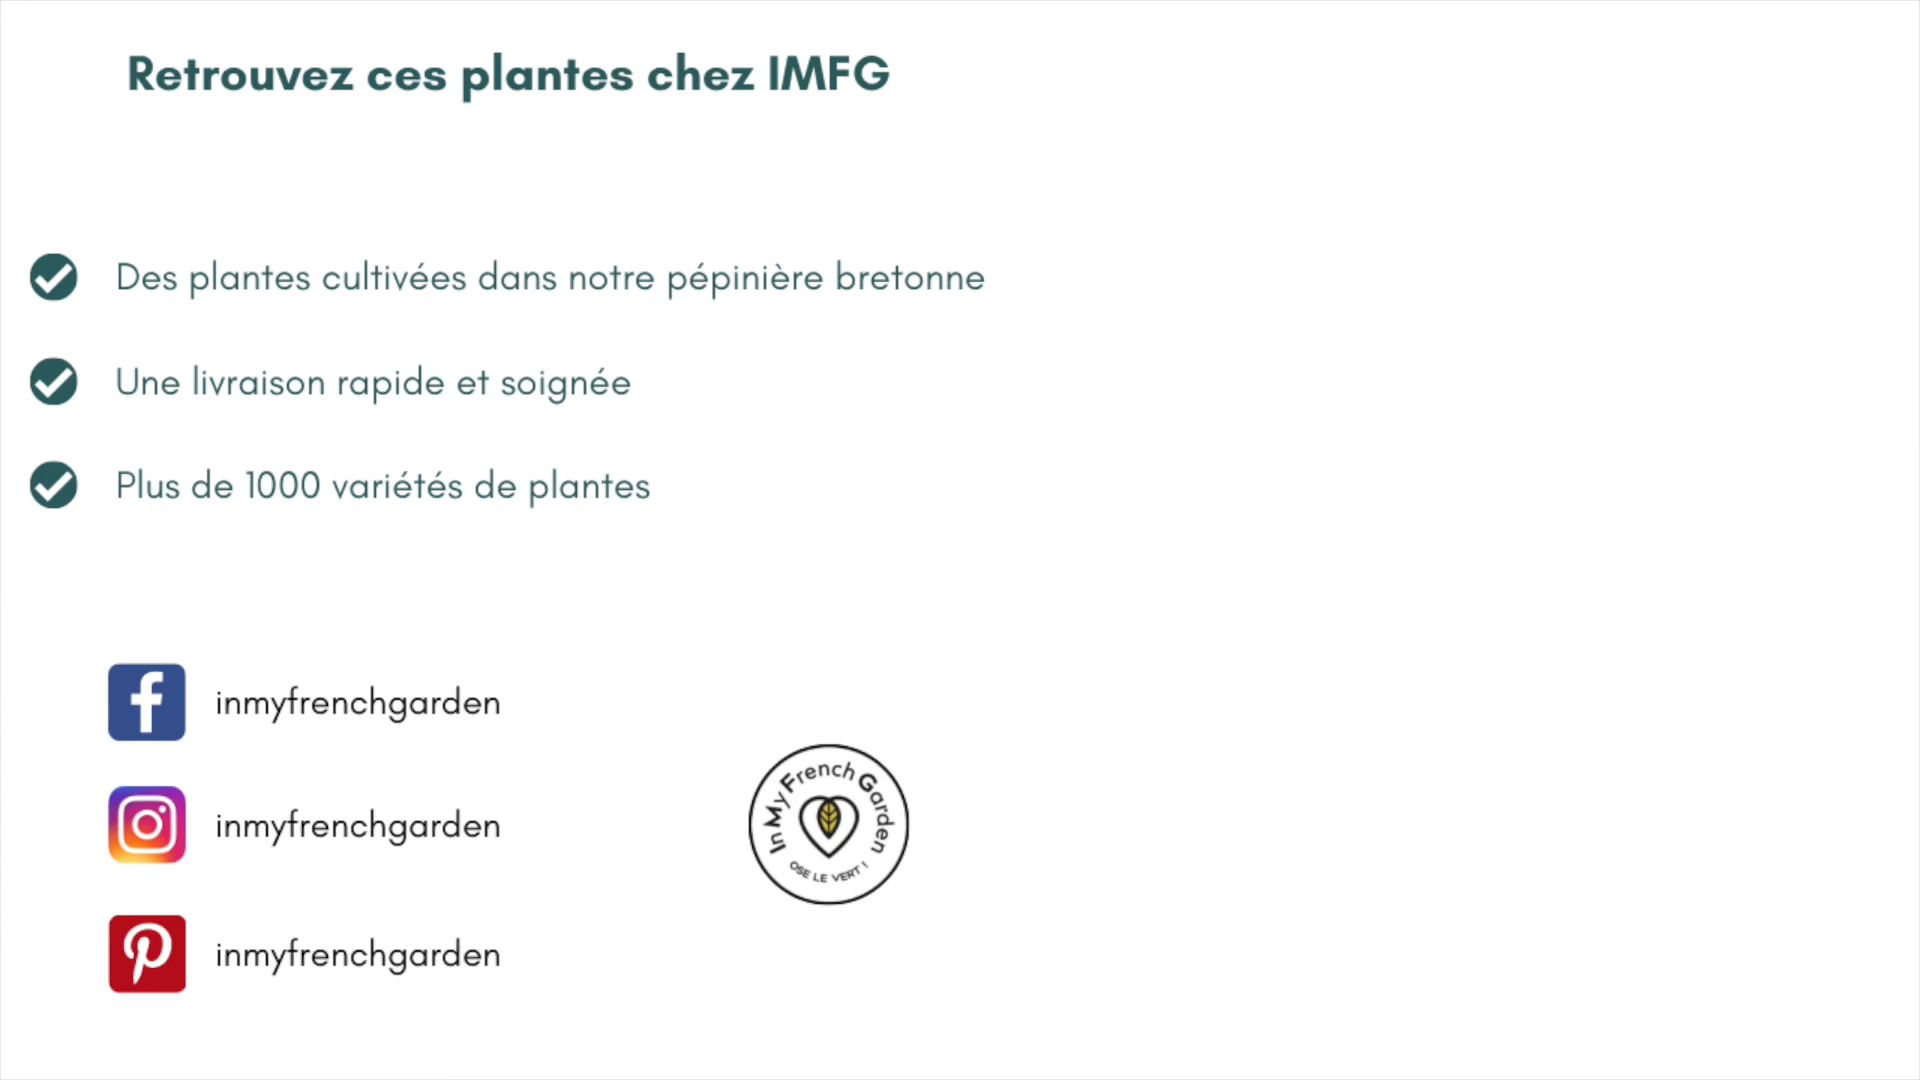 Retrouvez ces plantes chez IMFG
Des plantes cultivées dans notre pépinière bretonne
Une livraison rapide et soignée
Plus de 1000 variétés de plantes
inmyfrenchgarden
inmyfrenchgarden
In My French Garden
OSE LE VERT !
inmyfrenchgarden